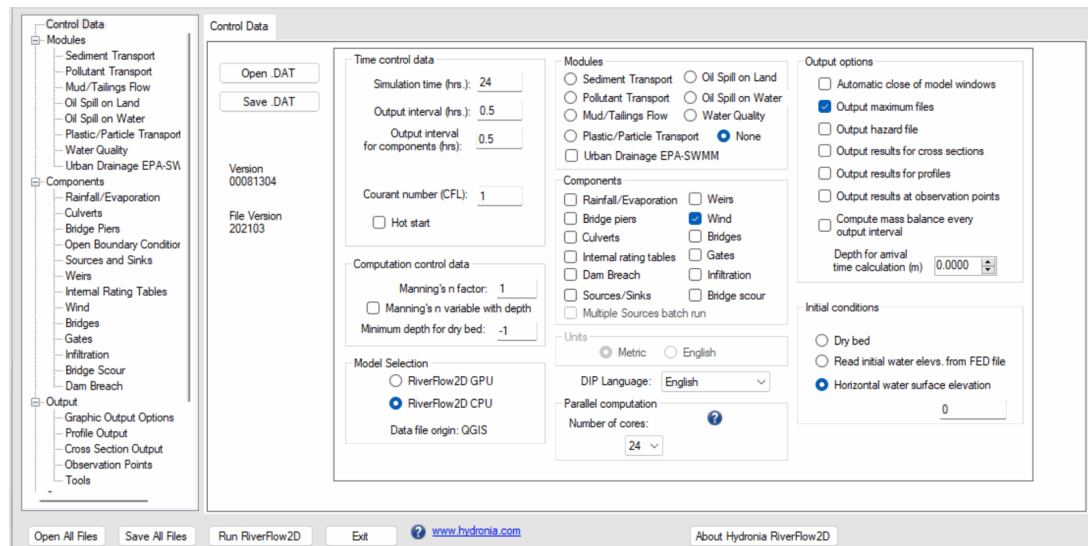 Control Data
Modules
Sediment Transport
Pollutant Transport
Mud/Tailings Flow
Oil Spill on Land
Oil Spill on Water
Plastic/Particle Transport
Water Quality
Urban Drainage EPA-SW
Components
Rainfall/Evaporation
Culverts
Bridge Piers
Open Boundary Condition
Sources and Sinks
Weirs
Internal Rating Tables
Wind
Bridges
Gates
Infiltration
Bridge Scour
Dam Breach
Output
Graphic Output Options
Profile Output
Cross Section Output
Observation Points
Tools
Control Data
Open .DAT
Save .DAT
Version
00081304
File Version
202103
Time control data
Simulation time (hrs.): 24
Output interval (hrs.): 0.5
Output interval
for components (hrs): 0.5
Courant number (CFL): 1
Hot start
Computation control data
Manning's n factor: 1
Manning's n variable with depth
Minimum depth for dry bed: -1
Model Selection
RiverFlow2D GPU
RiverFlow2D CPU
Data file origin: QGIS
Modules
Sediment Transport Oil Spill on Land
Pollutant Transport Oil Spill on Water
Mud/Tailings Flow Water Quality
Plastic/Particle Transport None
Urban Drainage EPA-SWMM
Components
Rainfall/Evaporation Weirs
Bridge piers Wind
Culverts Bridges
Internal rating tables Gates
Dam Breach Infiltration
Sources/Sinks Bridge scour
Multiple Sources batch run
Units
Metric English
DIP Language: English
Parallel computation
Number of cores: ?
24
Output options
Automatic close of model windows
Output maximum files
Output hazard file
Output results for cross sections
Output results for profiles
Output results at observation points
Compute mass balance every
output interval
Depth for arrival
time calculation (m) 0.0000
Initial conditions
Dry bed
Read initial water elevs. from FED file
Horizontal water surface elevation
0
Open All Files Save All Files Run RiverFlow2D Exit ? www.hydronia.com About Hydronia RiverFlow2D